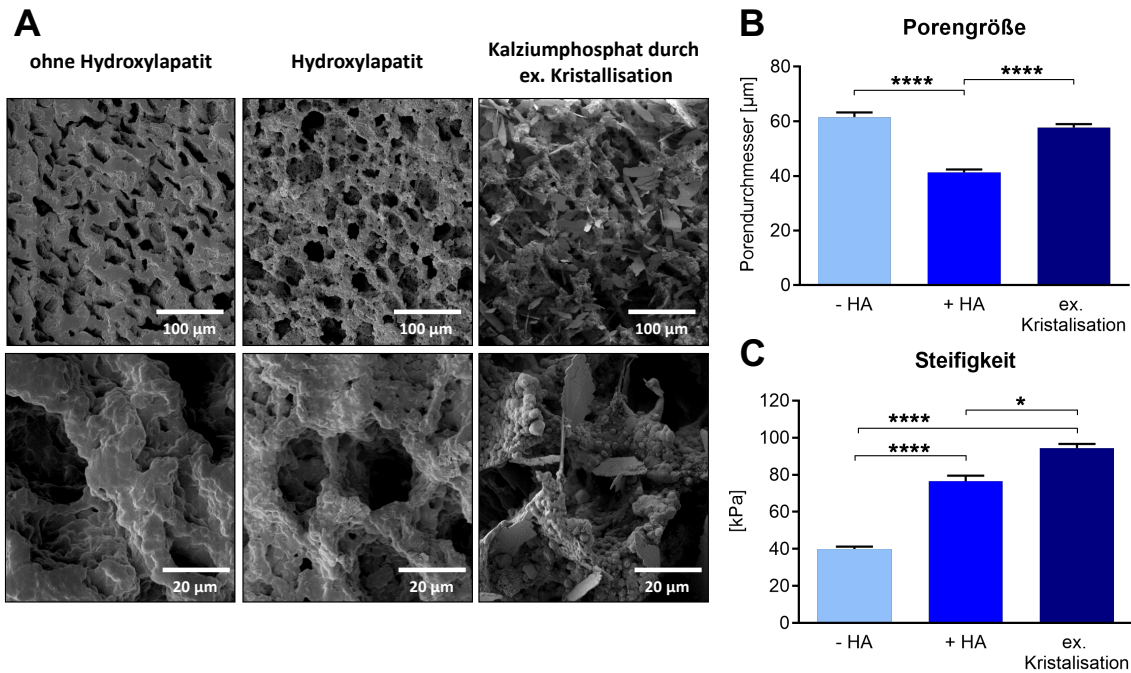 A
ohne Hydroxylapatit
Hydroxylapatit
Kalziumphosphat durch
ex. Kristallisation
100 µm
100 µm
100 µm
20 µm
20 µm
20 µm
B
Porengröße
Porendurchmesser [µm]
80
60
40
20
0
****
****
- HA
+ HA
ex.
Kristalisation
C
Steifigkeit
[kPa]
120
100
80
60
40
20
0
*
****
****
- HA
+ HA
ex.
Kristalisation